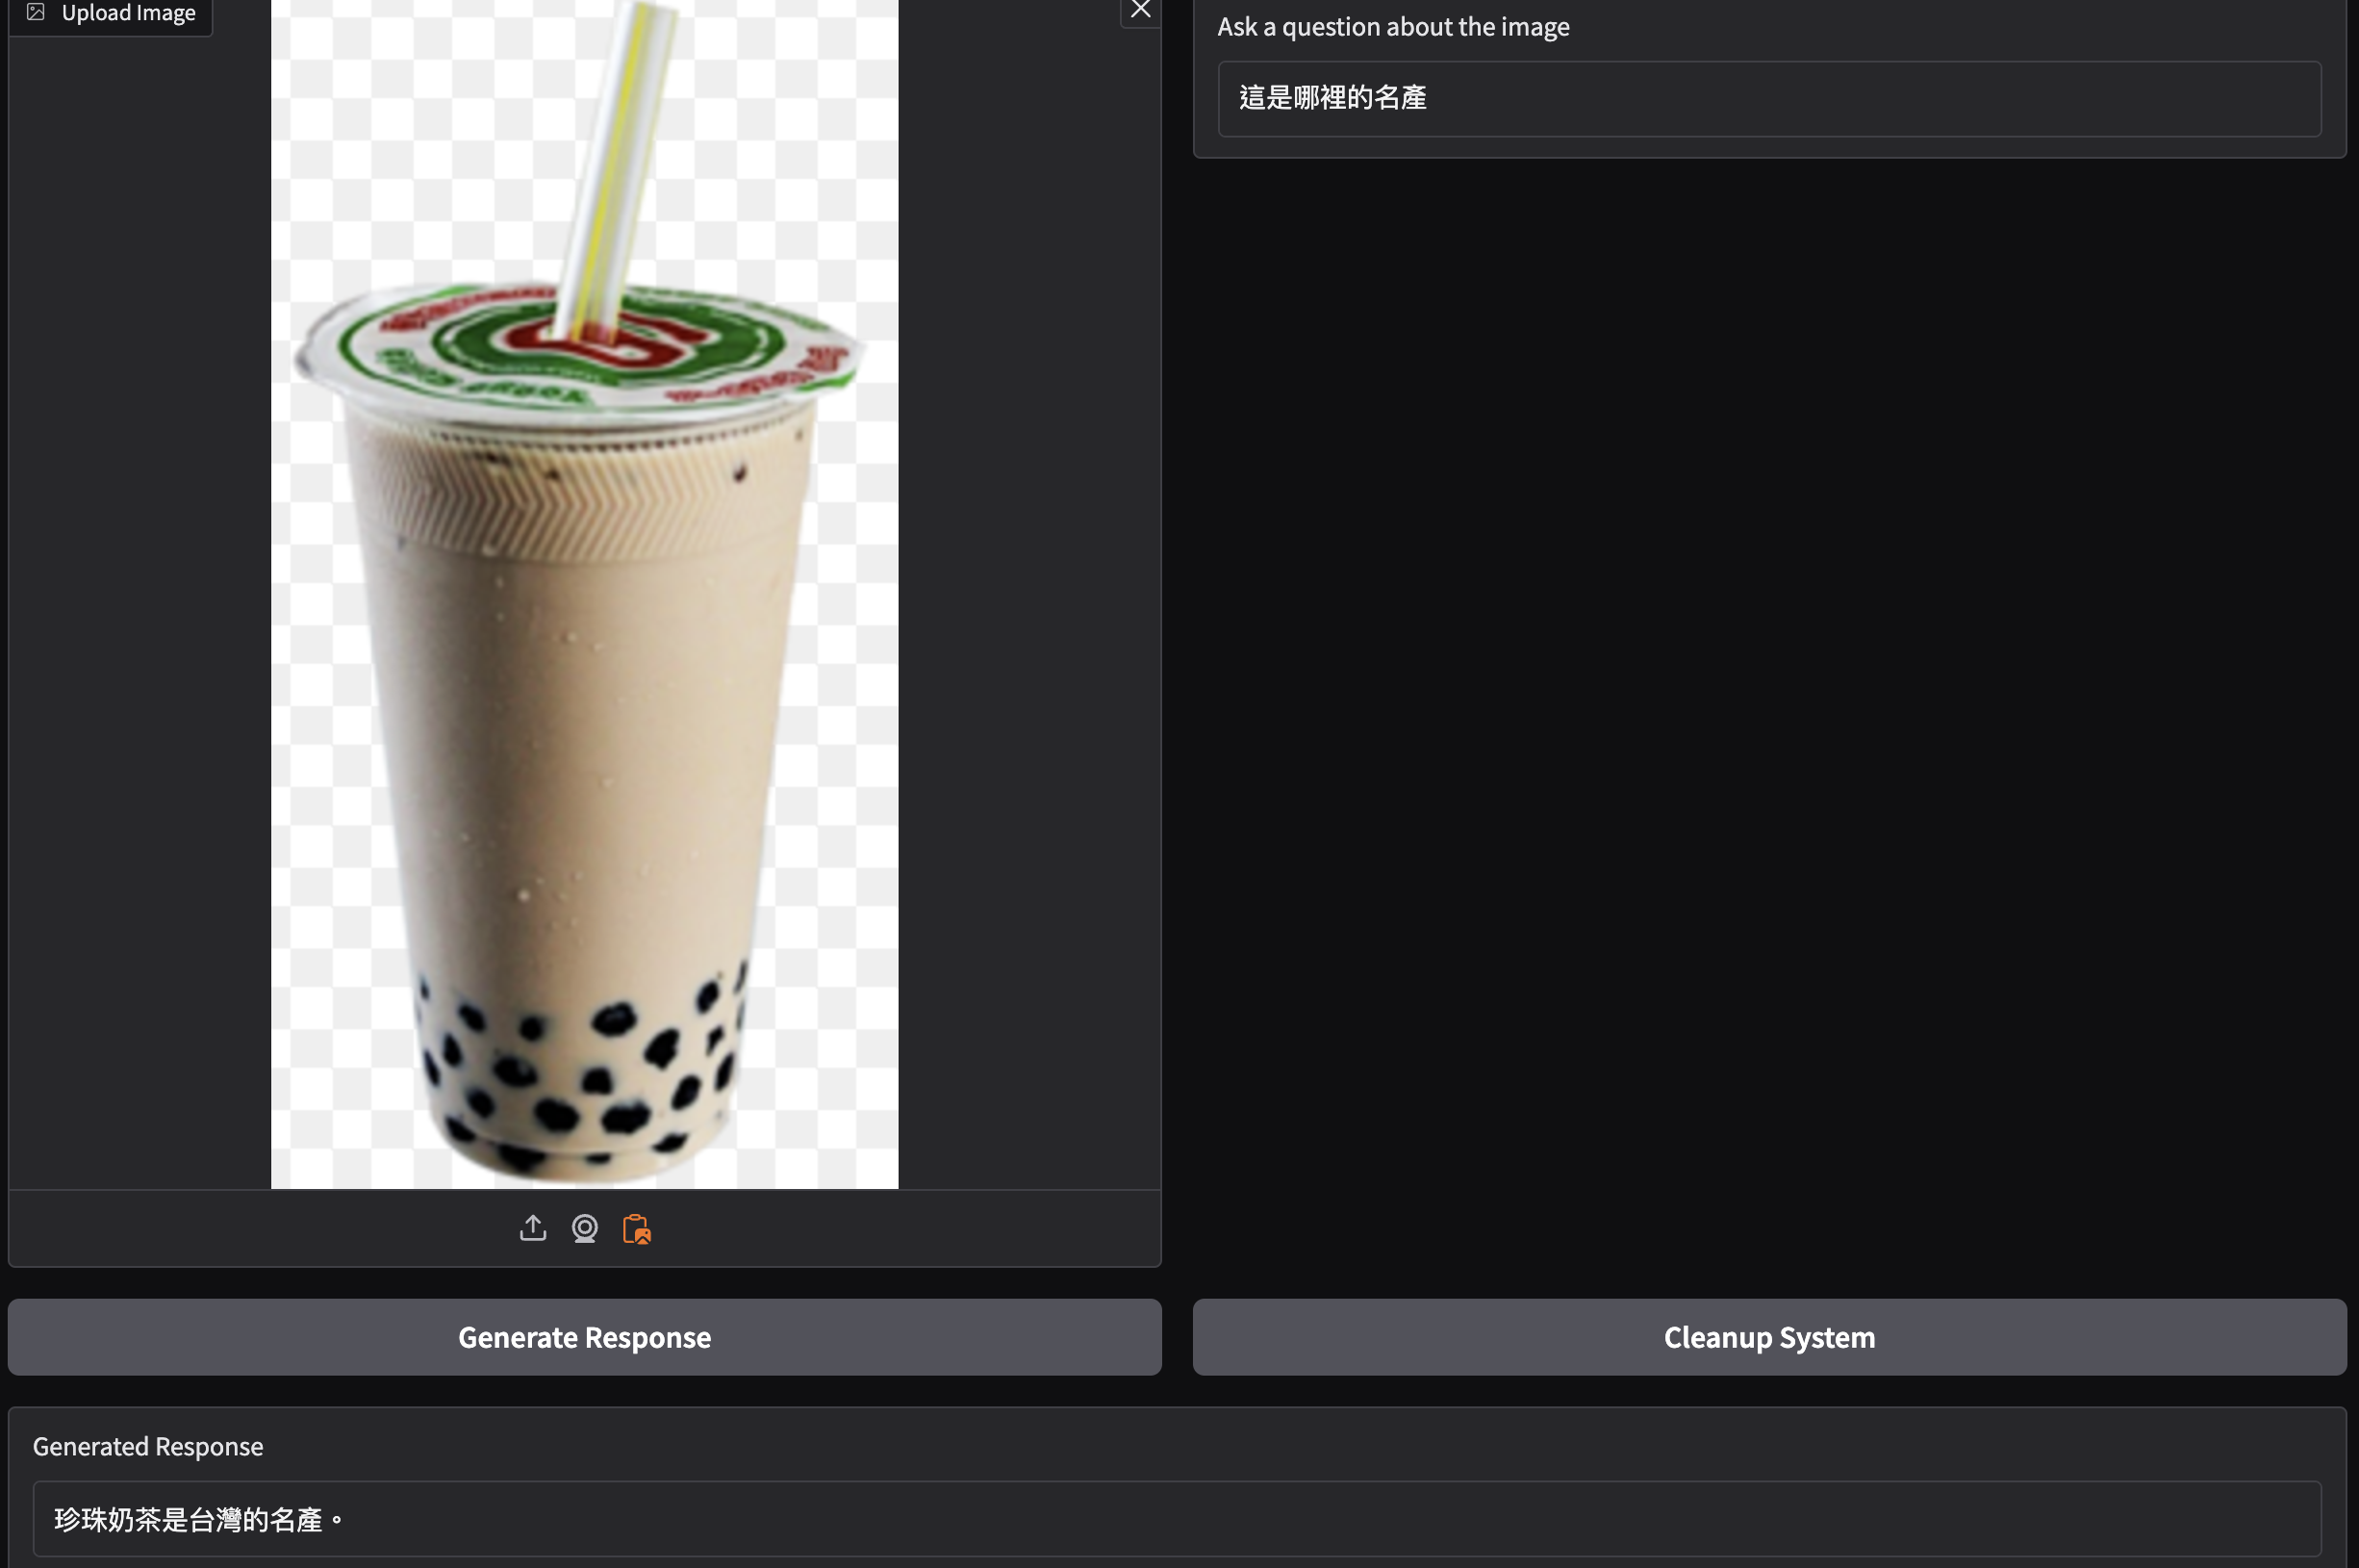 Upload Image
Ask a question about the image
這是哪裡的名產
Generate Response
Cleanup System
Generated Response
珍珠奶茶是台灣的名產。